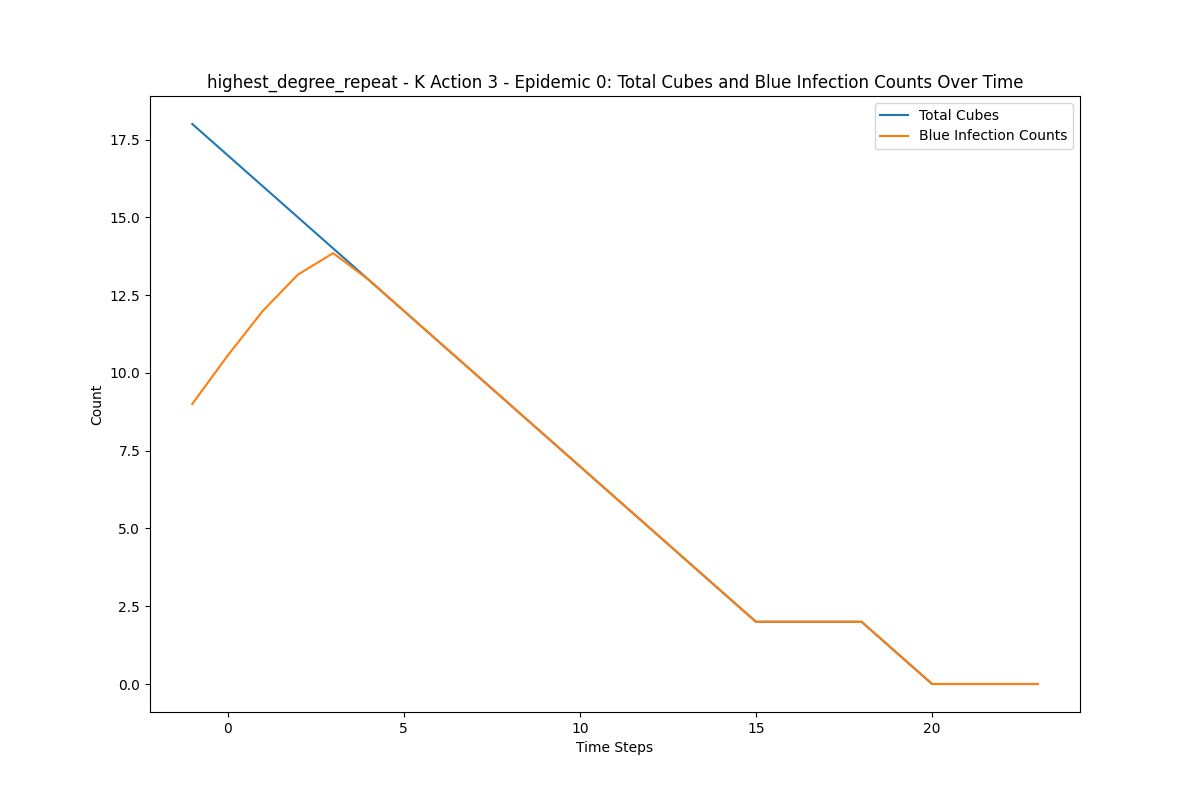 highest_degree_repeat - K Action 3 - Epidemic 0: Total Cubes and Blue Infection Counts Over Time
Total Cubes
Blue Infection Counts
17.5
15.0
12.5
10.0
7.5
5.0
2.5
0.0
Count
0
5
10
15
20
Time Steps